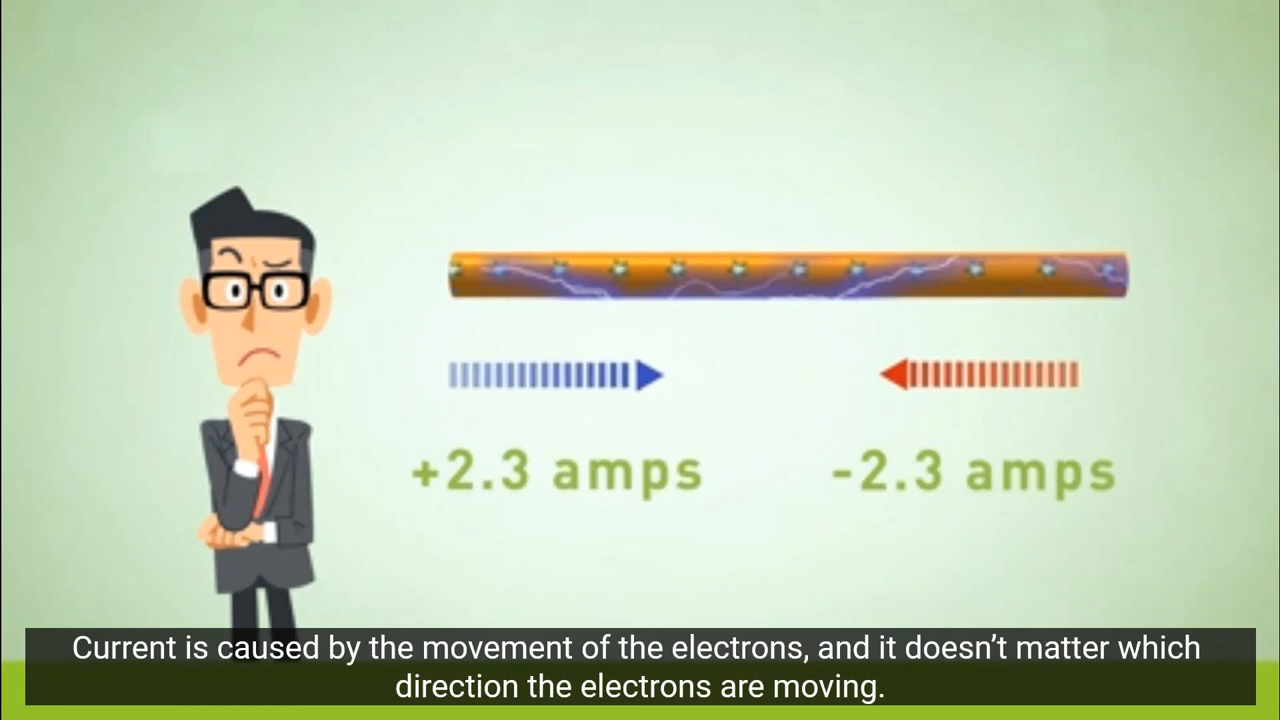 +2.3 amps
-2.3 amps
Current is caused by the movement of the electrons, and it doesn’t matter which
direction the electrons are moving.